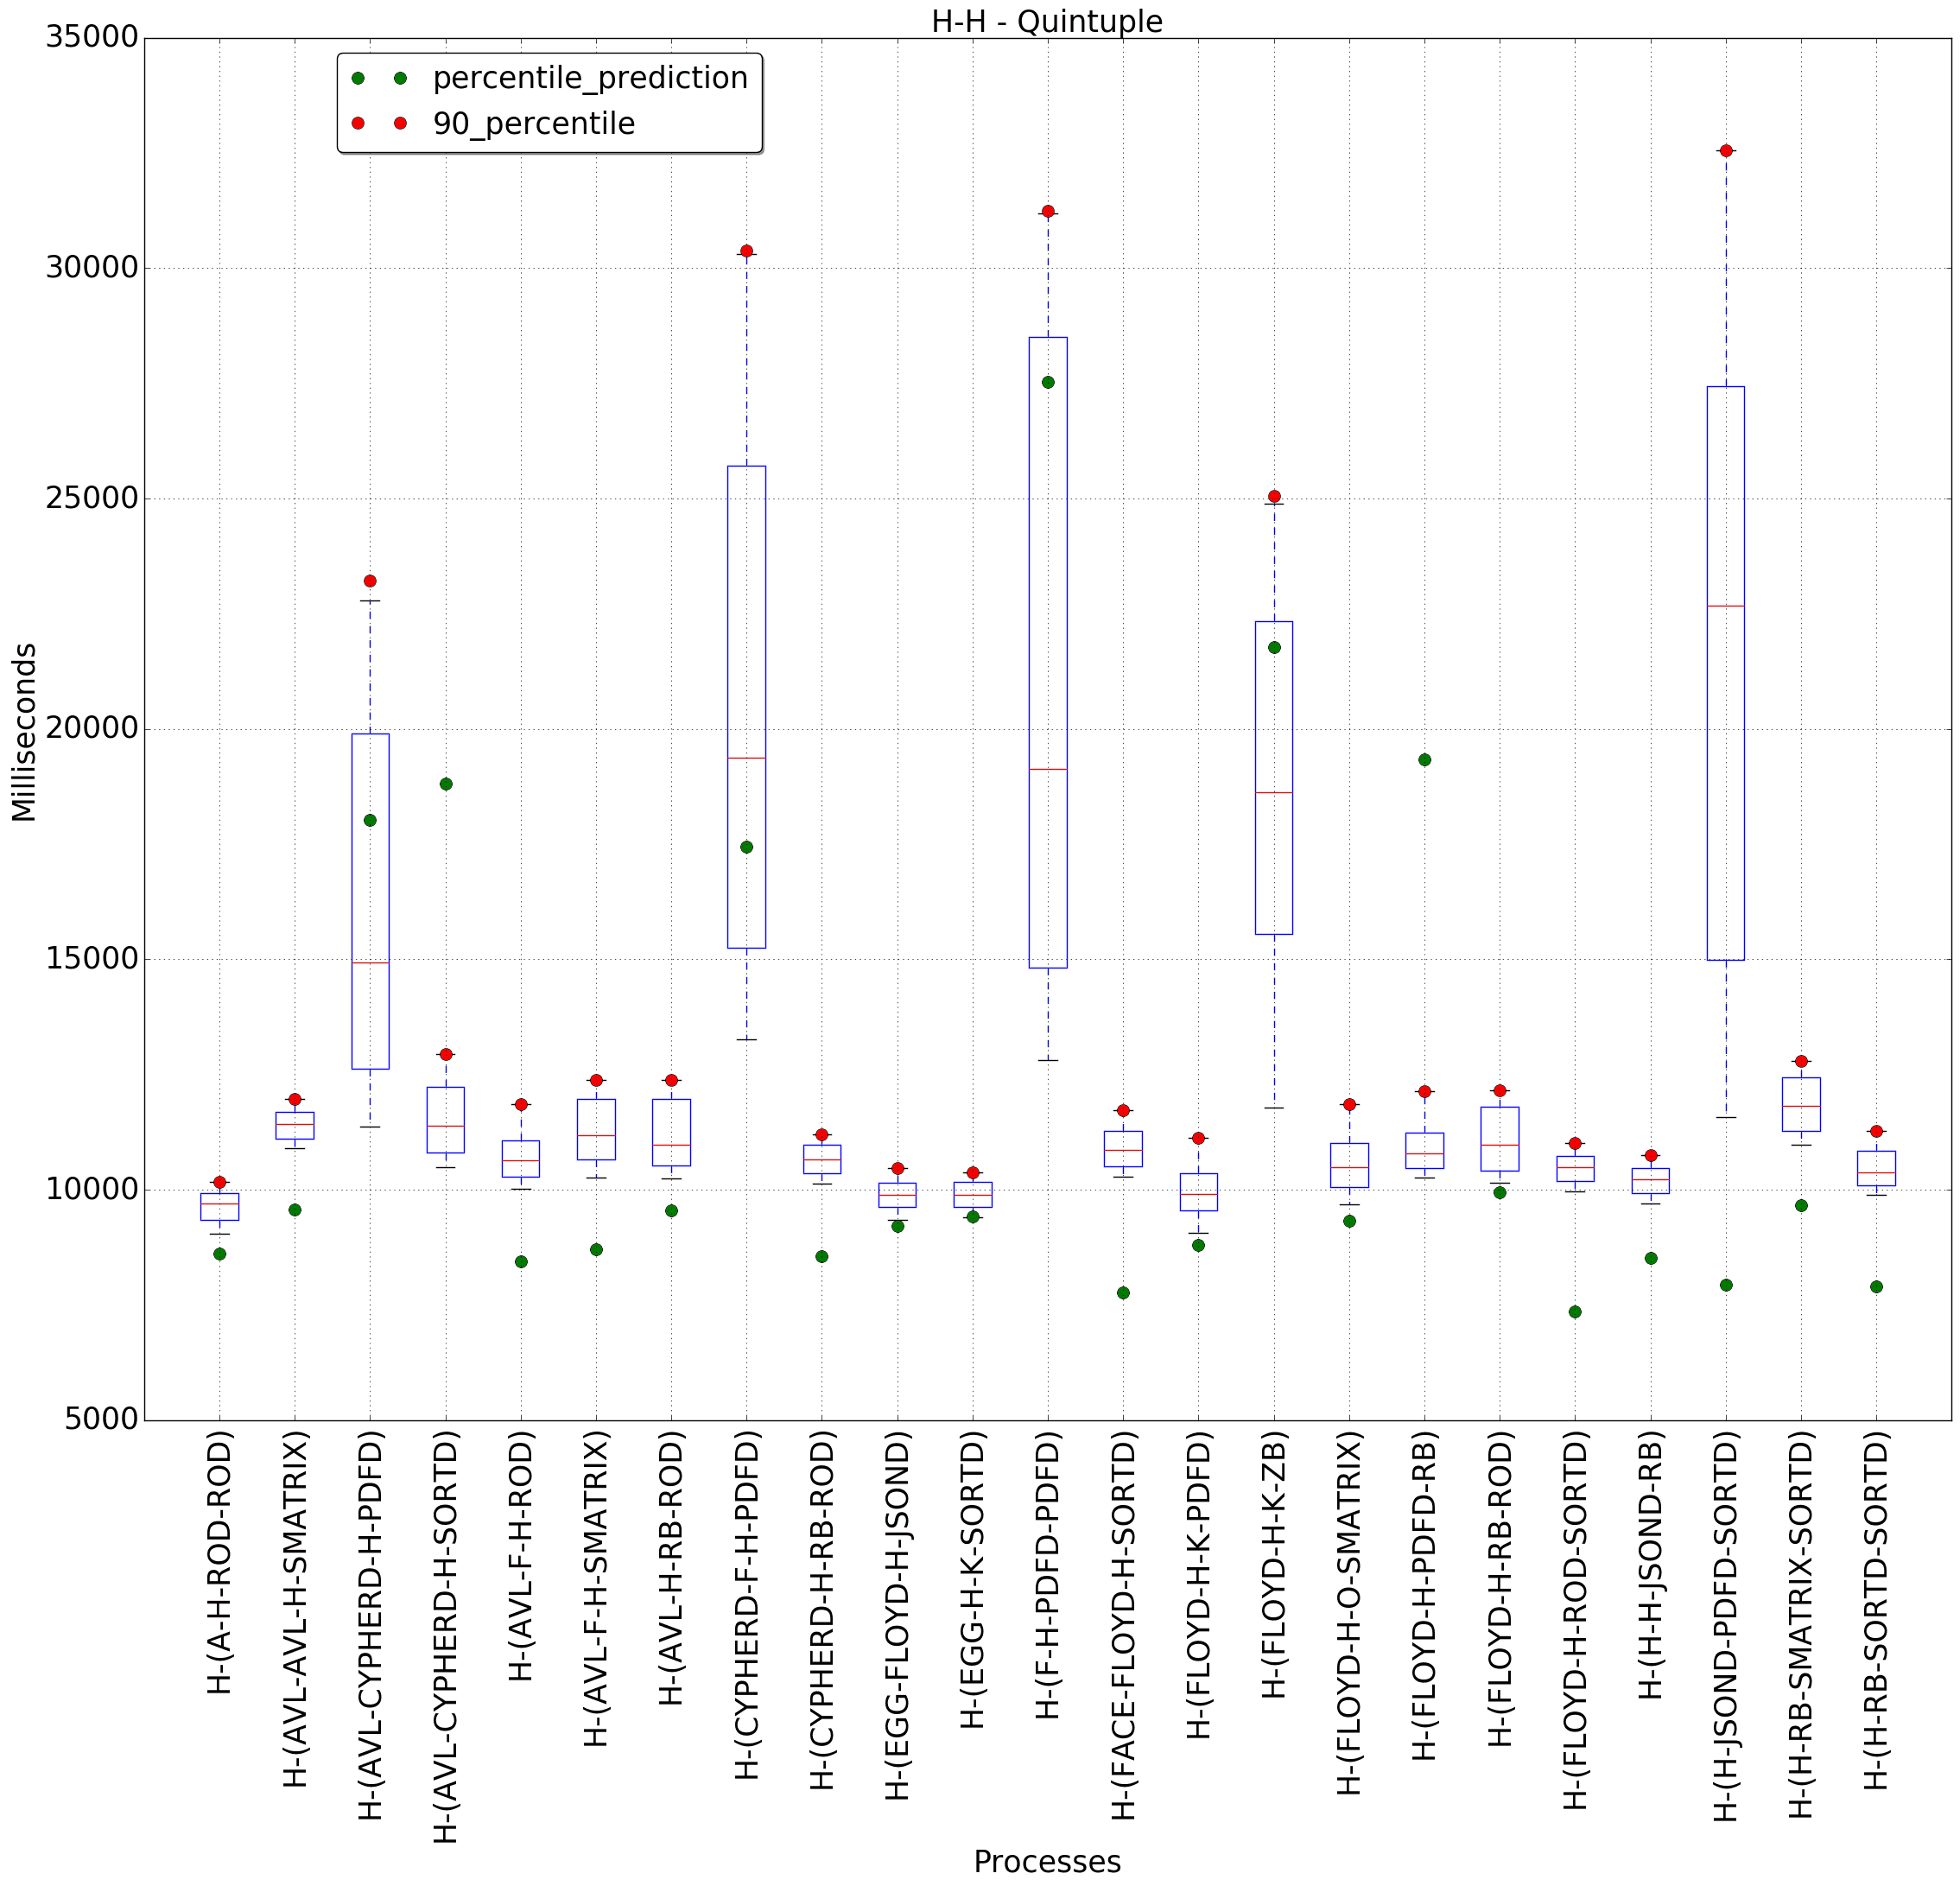 H-H - Quintuple
percentile_prediction
90_percentile
35000
30000
25000
20000
15000
10000
5000
Milliseconds
H-(A-H-ROD-ROD)
H-(AVL-AVL-H-SMATRIX)
H-(AVL-CYPHERD-H-PDFD)
H-(AVL-CYPHERD-H-SORTD)
H-(AVL-F-H-ROD)
H-(AVL-F-H-SMATRIX)
H-(AVL-H-RB-ROD)
H-(CYPHERD-F-H-PDFD)
H-(CYPHERD-H-RB-ROD)
H-(EGG-FLOYD-H-JSOND)
H-(EGG-H-K-SORTD)
H-(F-H-PDFD-PDFD)
H-(FACE-FLOYD-H-SORTD)
H-(FLOYD-H-K-PDFD)
H-(FLOYD-H-K-ZB)
H-(FLOYD-H-O-SMATRIX)
H-(FLOYD-H-PDFD-RB)
H-(FLOYD-H-RB-ROD)
H-(FLOYD-H-ROD-SORTD)
H-(H-H-JSOND-RB)
H-(H-JSOND-PDFD-SORTD)
H-(H-RB-SMATRIX-SORTD)
H-(H-RB-SORTD-SORTD)
Processes